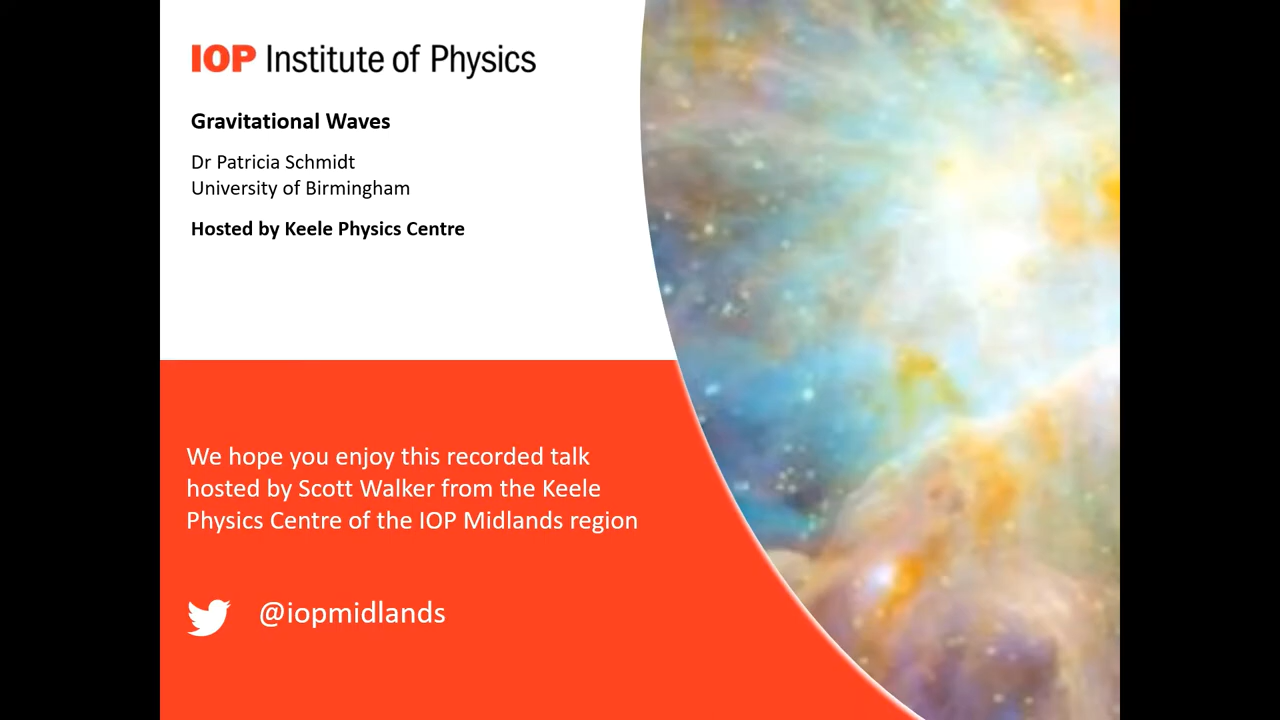 IOP Institute of Physics
Gravitational Waves
Dr Patricia Schmidt
University of Birmingham
Hosted by Keele Physics Centre
We hope you enjoy this recorded talk
hosted by Scott Walker from the Keele
Physics Centre of the IOP Midlands region
@iopmidlands